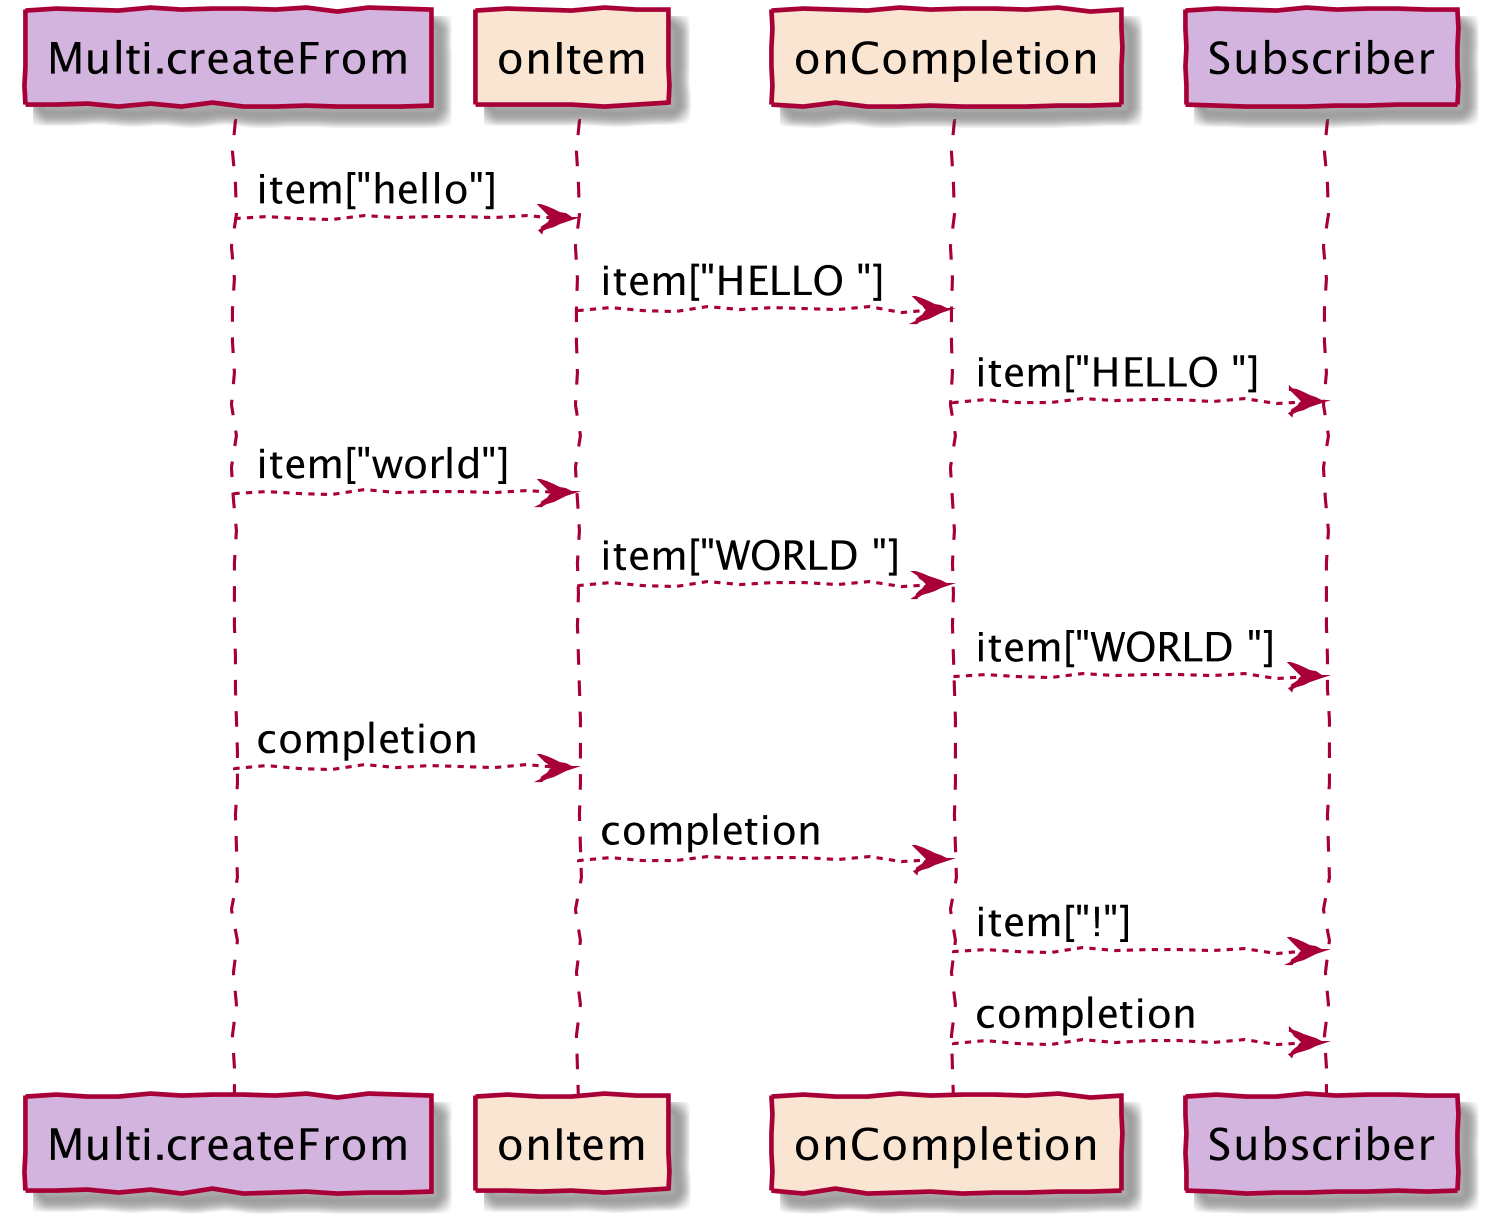 Multi.createFrom
onItem
onCompletion
Subscriber
item["hello"]
item["HELLO "]
item["HELLO "]
item["world"]
item["WORLD "]
item["WORLD "]
completion
completion
item["!"]
completion
Multi.createFrom
onItem
onCompletion
Subscriber